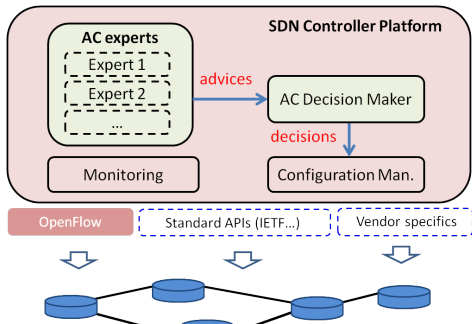 SDN Controller Platform
AC experts
Expert 1
Expert 2
...
advices
AC Decision Maker
decisions
Monitoring
Configuration Man.
OpenFlow
Standard APIs (IETF...)
Vendor specifics